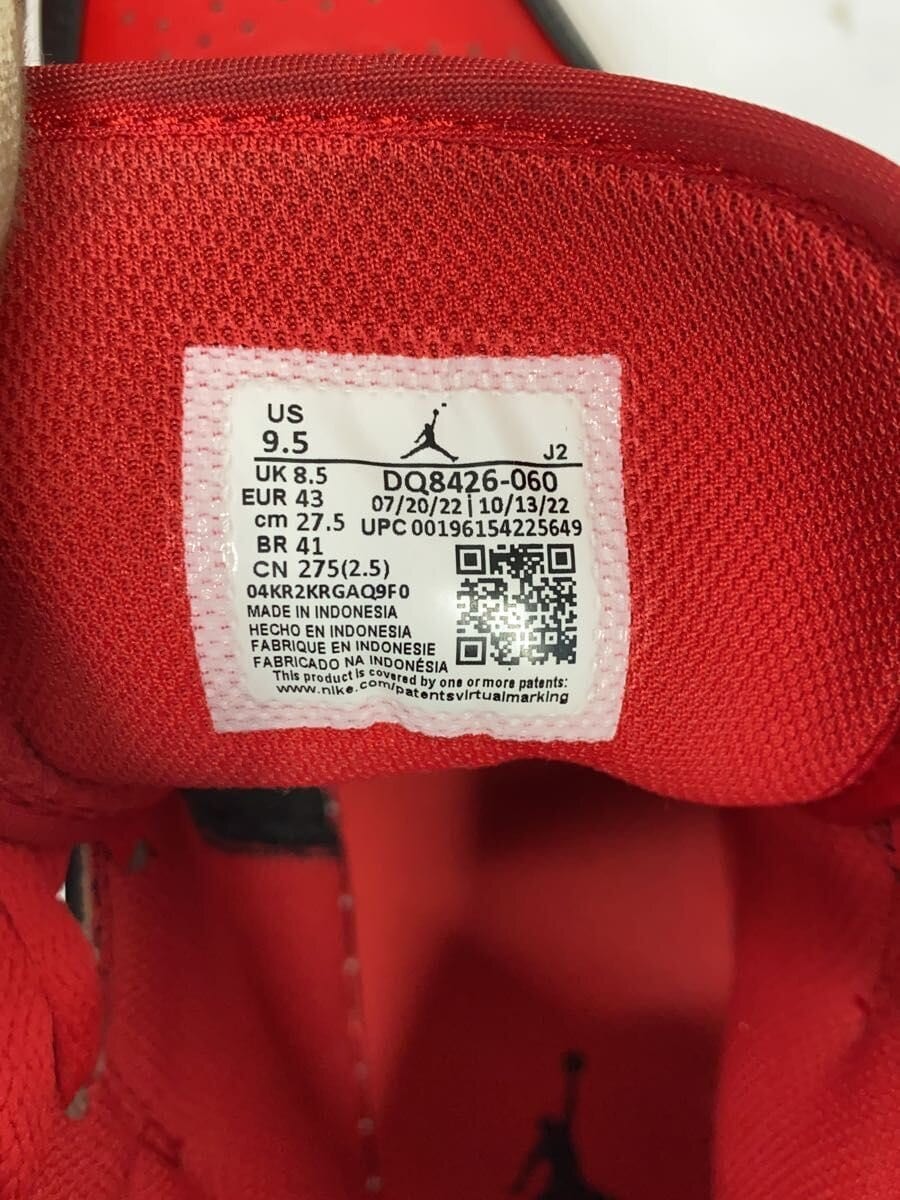 US
9.5
J2
UK 8.5
EUR 43
cm 27.5
BR 41
CN 275(2.5)
DQ8426-060
07/20/22 | 10/13/22
UPC 00196154225649
04KR2KRGAQ9F0
MADE IN INDONESIA
HECHO EN INDONESIA
FABRIQUE EN INDONESIE
FABRICADO NA INDONÉSIA
This product is covered by one or more patents:
www.nike.com/patentsvirtualmarking